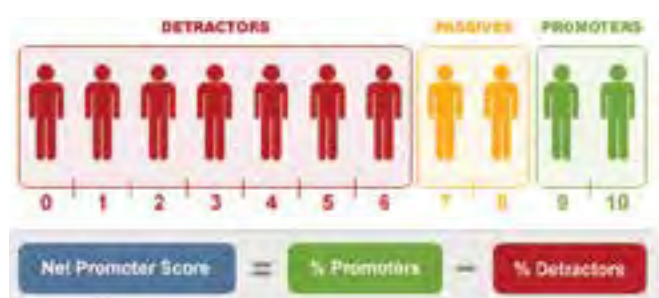 DETRACTORS PASSIVES PROMOTERS
0 1 2 3 4 5 6 7 8 9 10
Net Promoter Score = % Promoters − % Detractors